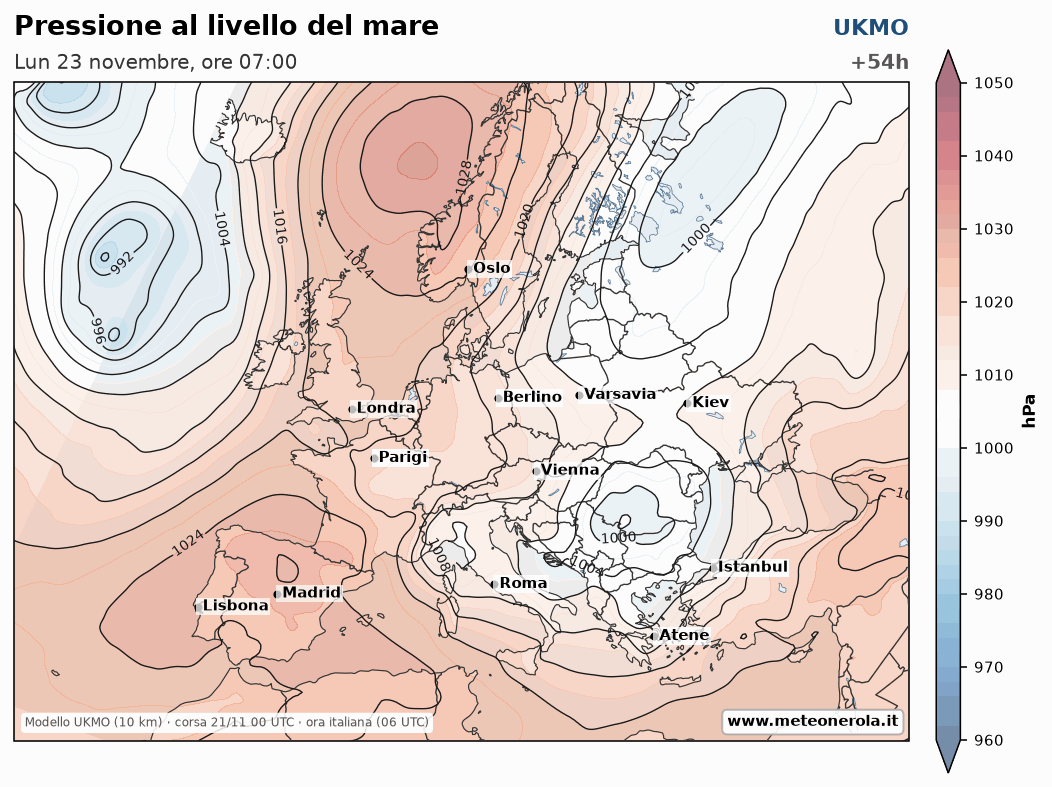 Pressione al livello del mare
UKMO
Lun 23 novembre, ore 07:00
+54h
1028
1004
1016
1020
1000
992
1024
996
Oslo
Berlino
Varsavia
Kiev
Londra
Parigi
Vienna
1000
1024
1008
1004
Istanbul
Roma
Madrid
Lisbona
Atene
Modello UKMO (10 km) · corsa 21/11 00 UTC · ora italiana (06 UTC)
www.meteonerola.it
1050
1040
1030
1020
1010
1000
990
980
970
960
hPa